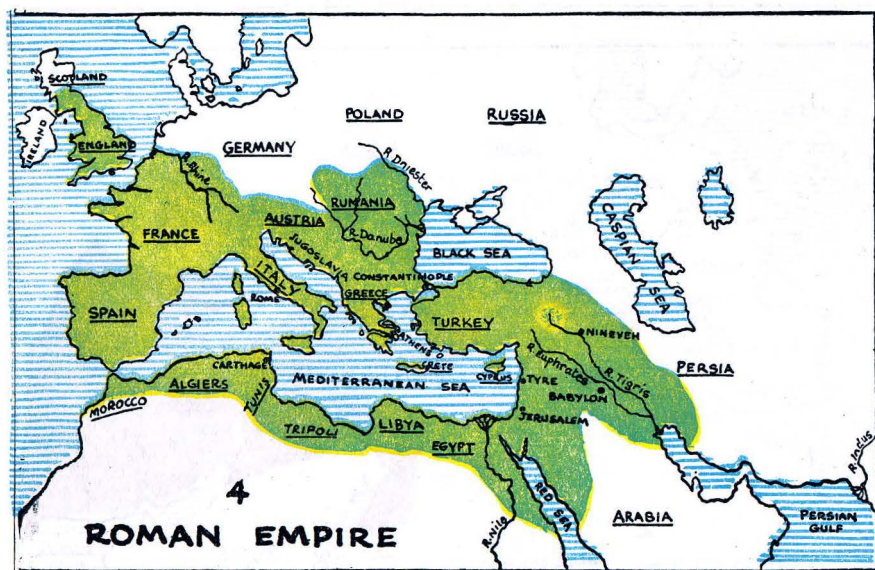 SCOTLAND
IRELAND
ENGLAND
POLAND
RUSSIA
GERMANY
R. Rhine
R. Dniester
RUMANIA
AUSTRIA
FRANCE
R. Danube
JUGOSLAVIA
BLACK SEA
CASPIAN
SEA
ITALY
ROME
CONSTANTINOPLE
GREECE
SPAIN
TURKEY
NINEVEH
ATHENS
CARTHAGE
CRETE
CYPRUS
TYRE
R. Euphrates
R. Tigris
PERSIA
ALGIERS
MEDITERRANEAN SEA
BABYLON
MOROCCO
TUNIS
JERUSALEM
TRIPOLI
LIBYA
EGYPT
R. Indus
4
RED SEA
ARABIA
PERSIAN
GULF
ROMAN EMPIRE
R. Nile